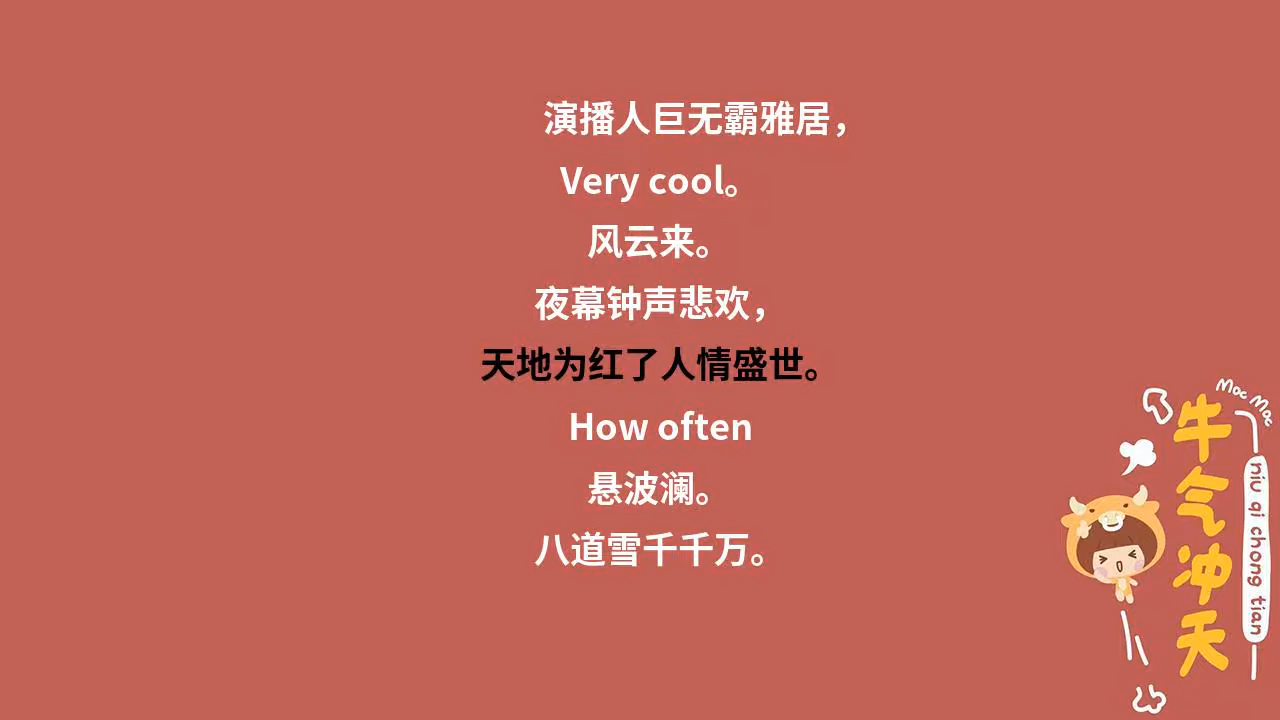 演播人巨无霸雅居，
Very cool。
风云来。
夜幕钟声悲欢，
天地为红了人情盛世。
How often
悬波澜。
八道雪千千万。
Moc Moc
牛气冲天
niu qi chong tian